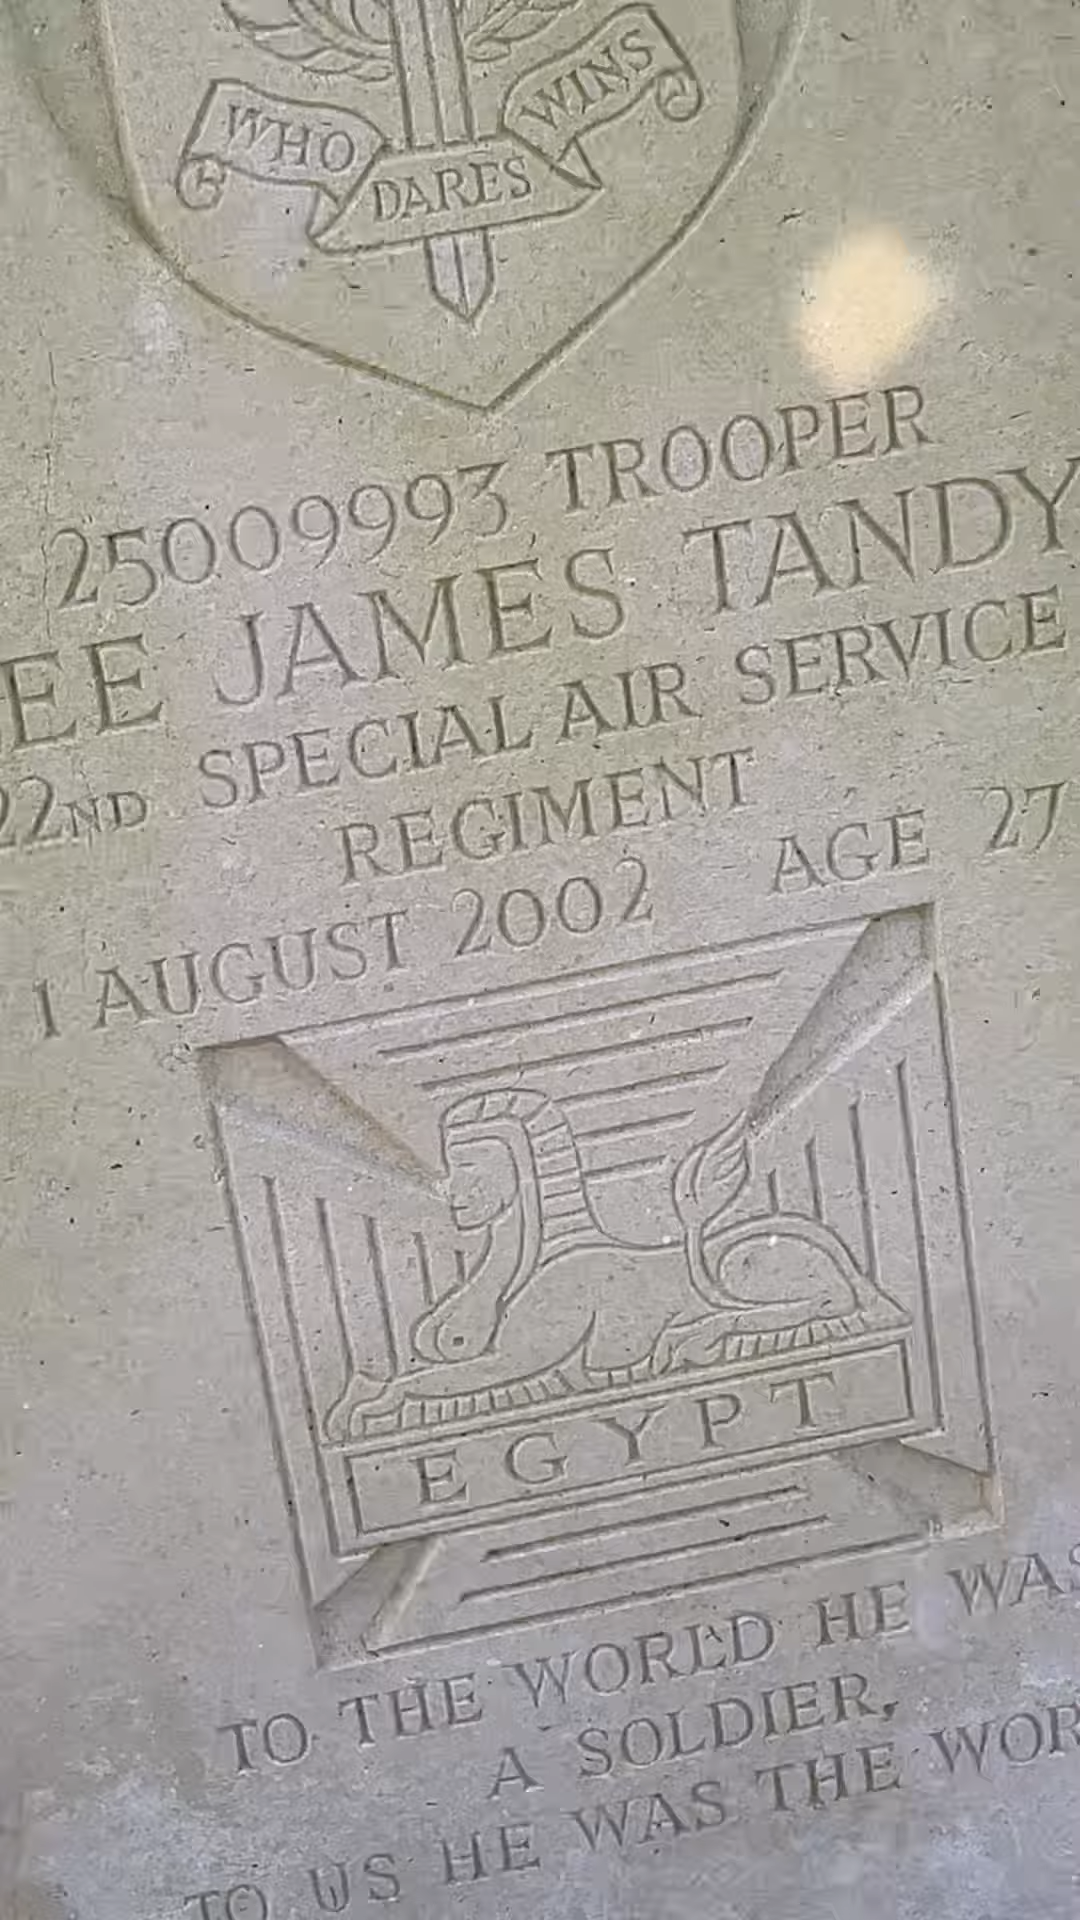 WHO DARES WINS
25009993 TROOPER
EE JAMES TANDY
22ND SPECIAL AIR SERVICE
REGIMENT
1 AUGUST 2002 AGE 27
EGYPT
TO THE WORLD HE WAS
A SOLDIER,
TO US HE WAS THE WOR